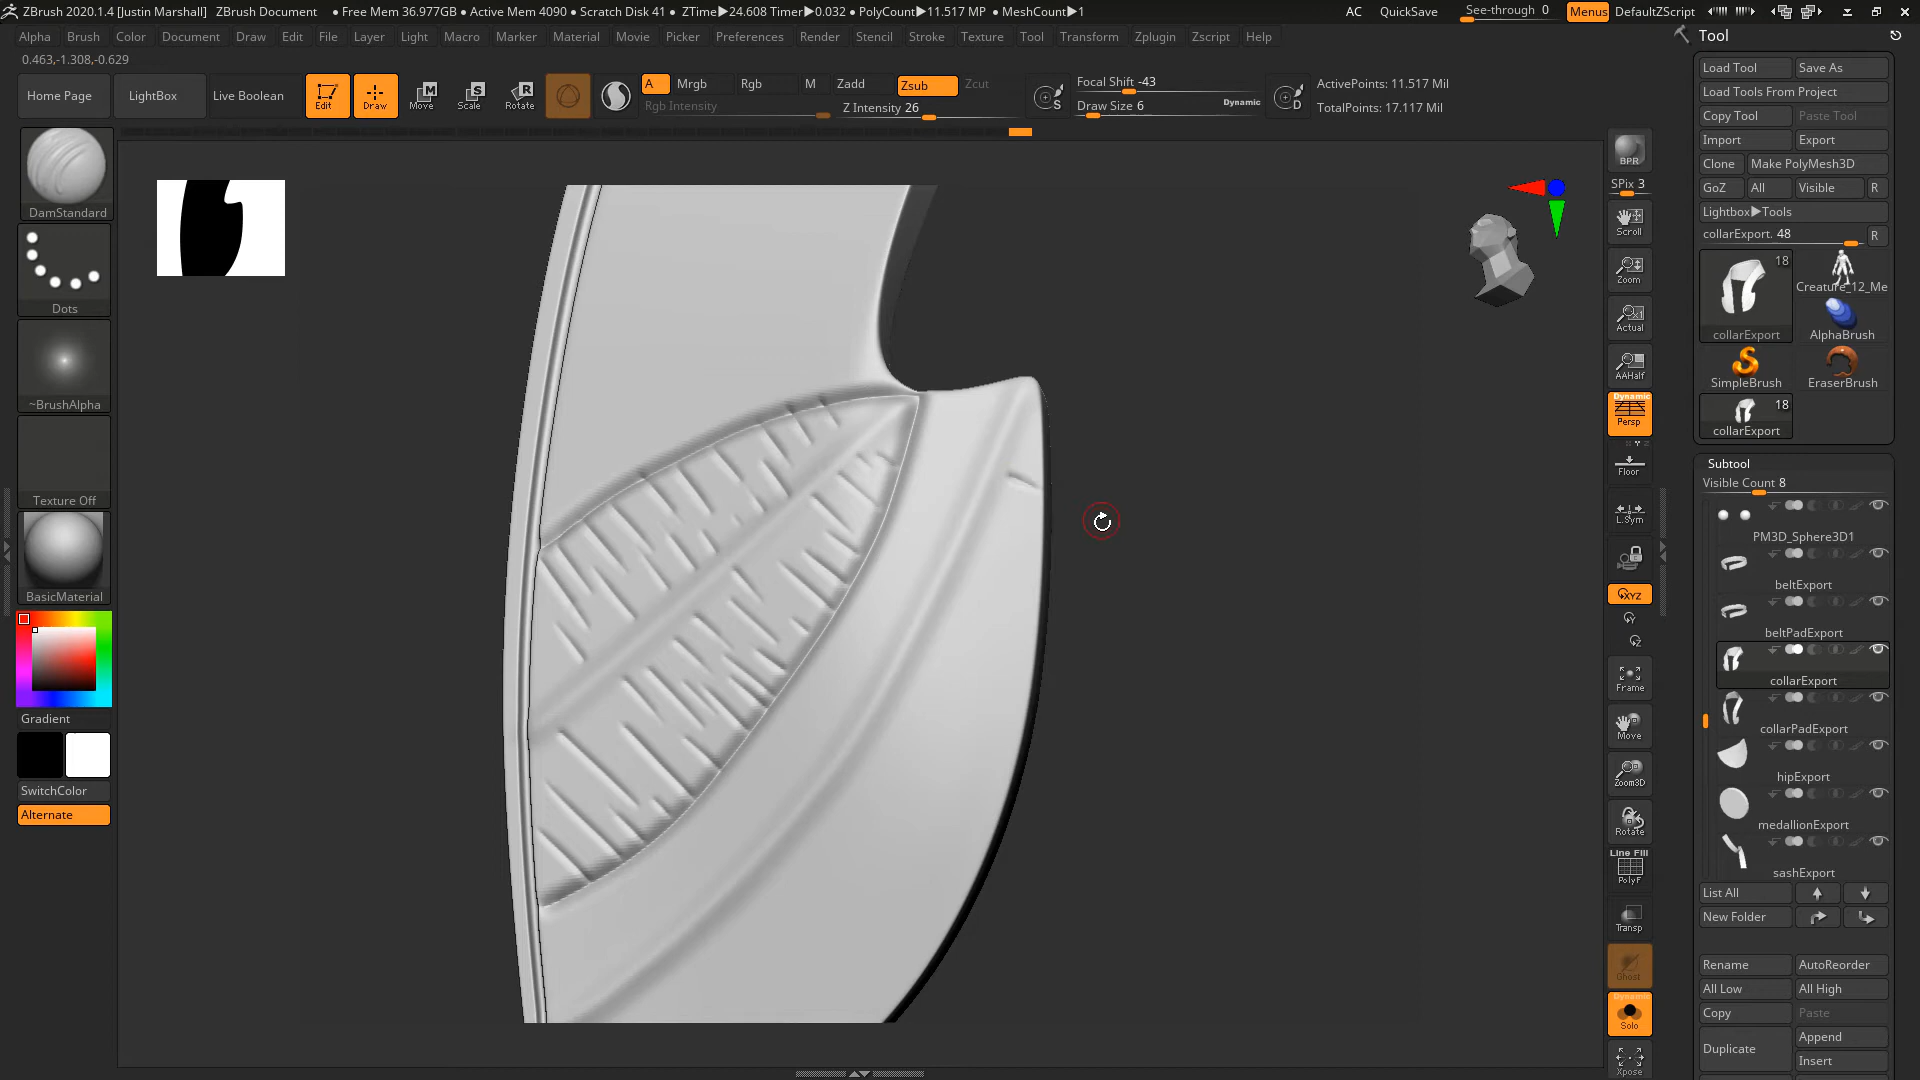 ZBrush 2020.1.4 [Justin Marshall] ZBrush Document ● Free Mem 36.977GB ● Active Mem 4090 ● Scratch Disk 41 ● ZTime▶24.608 Timer▶0.032 ● PolyCount▶11.517 MP ● MeshCount▶1 AC QuickSave See-through 0 Menus DefaultZScript
Alpha Brush Color Document Draw Edit File Layer Light Macro Marker Material Movie Picker Preferences Render Stencil Stroke Texture Tool Transform Zplugin Zscript Help
0.463,-1.308,-0.629
Home Page LightBox Live Boolean Edit Draw Move Scale Rotate
A Mrgb Rgb M Zadd Zsub Zcut
Rgb Intensity Z Intensity 26
Focal Shift -43
Draw Size 6 Dynamic
S
D
ActivePoints: 11.517 Mil
TotalPoints: 17.117 Mil
DamStandard
Dots
~BrushAlpha
Texture Off
BasicMaterial
Gradient
SwitchColor
Alternate
BPR
SPix 3
Scroll
Zoom
Actual
AAHalf
Dynamic
Persp
Floor
L.Sym
XYZ
Y
Z
Frame
Move
Zoom3D
Rotate
Line Fill
PolyF
Transp
Ghost
Dynamic
Solo
Xpose
Tool
Load Tool Save As
Load Tools From Project
Copy Tool Paste Tool
Import Export
Clone Make PolyMesh3D
GoZ All Visible R
Lightbox▶Tools
collarExport. 48 R
18
collarExport
Creature_12_Me
AlphaBrush
SimpleBrush EraserBrush
18
collarExport
Subtool
Visible Count 8
PM3D_Sphere3D1
beltExport
beltPadExport
collarExport
collarPadExport
hipExport
medallionExport
sashExport
List All
New Folder
Rename AutoReorder
All Low All High
Copy Paste
Duplicate Append
Insert